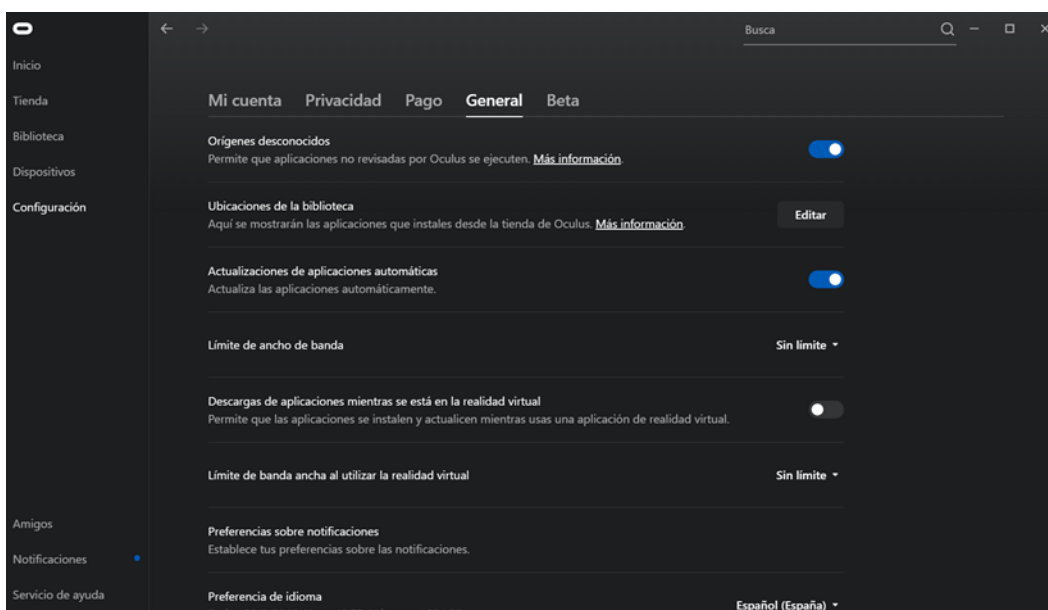 Busca
Inicio
Tienda
Biblioteca
Dispositivos
Configuración
Mi cuenta Privacidad Pago General Beta
Orígenes desconocidos
Permite que aplicaciones no revisadas por Oculus se ejecuten. Más información.
Ubicaciones de la biblioteca
Aquí se mostrarán las aplicaciones que instales desde la tienda de Oculus. Más información.
Editar
Actualizaciones de aplicaciones automáticas
Actualiza las aplicaciones automáticamente.
Límite de ancho de banda
Sin límite
Descargas de aplicaciones mientras se está en la realidad virtual
Permite que las aplicaciones se instalen y actualicen mientras usas una aplicación de realidad virtual.
Límite de banda ancha al utilizar la realidad virtual
Sin límite
Preferencias sobre notificaciones
Establece tus preferencias sobre las notificaciones.
Preferencia de idioma
Español (España)
Amigos
Notificaciones
Servicio de ayuda